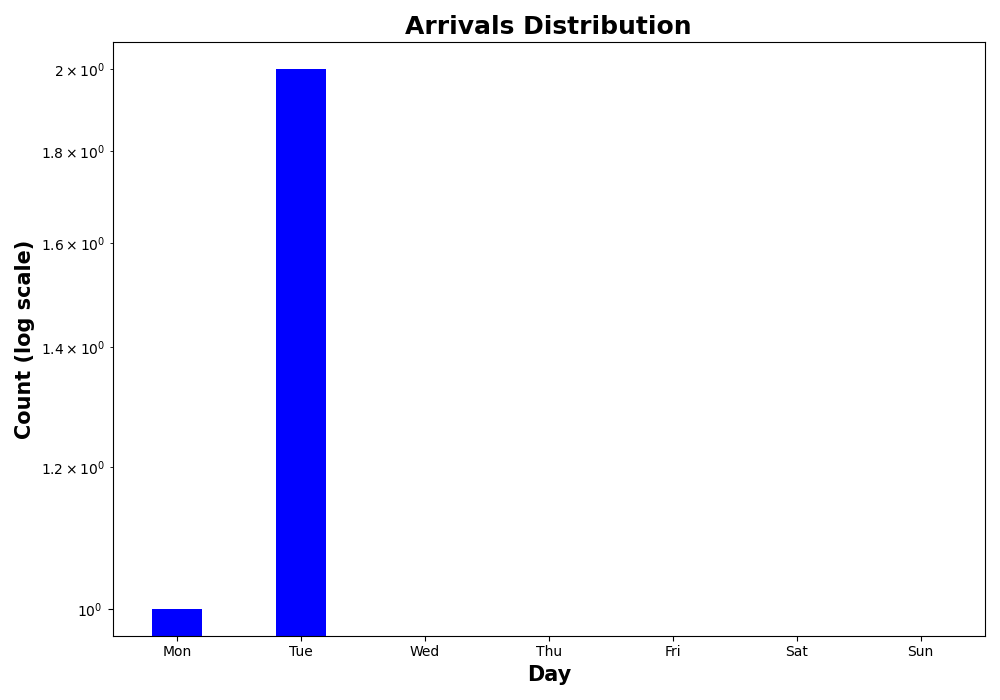 Arrivals Distribution
Count (log scale)
2 × 10⁰
1.8 × 10⁰
1.6 × 10⁰
1.4 × 10⁰
1.2 × 10⁰
10⁰
Mon Tue Wed Thu Fri Sat Sun
Day